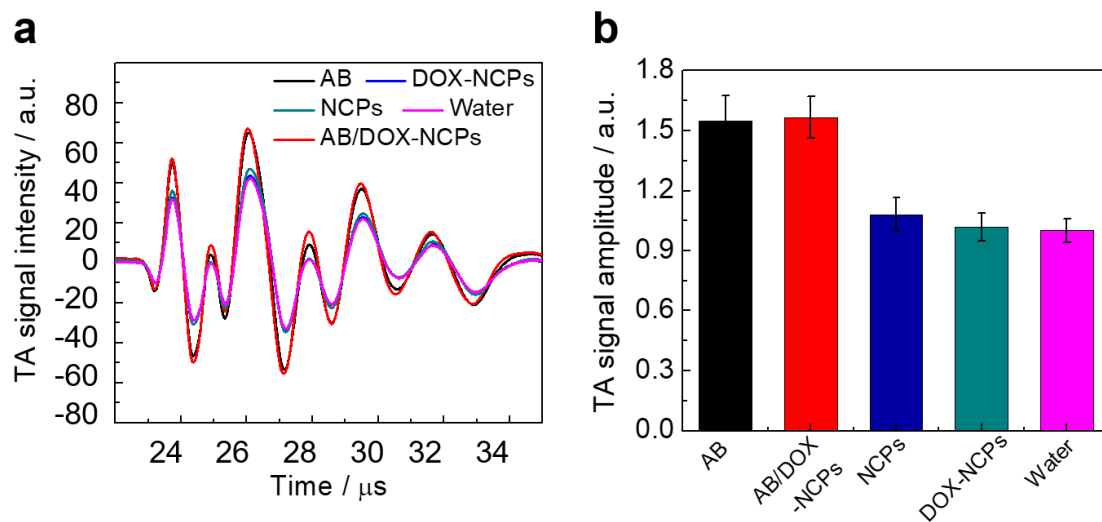 a
TA signal intensity / a.u.
80
60
40
20
0
-20
-40
-60
-80
AB DOX-NCPs
NCPs Water
AB/DOX-NCPs
24 26 28 30 32 34
Time / μs
b
TA signal amplitude / a.u.
1.8
1.5
1.2
0.9
0.6
0.3
0.0
AB
AB/DOX
-NCPs
NCPs
DOX-NCPs
Water